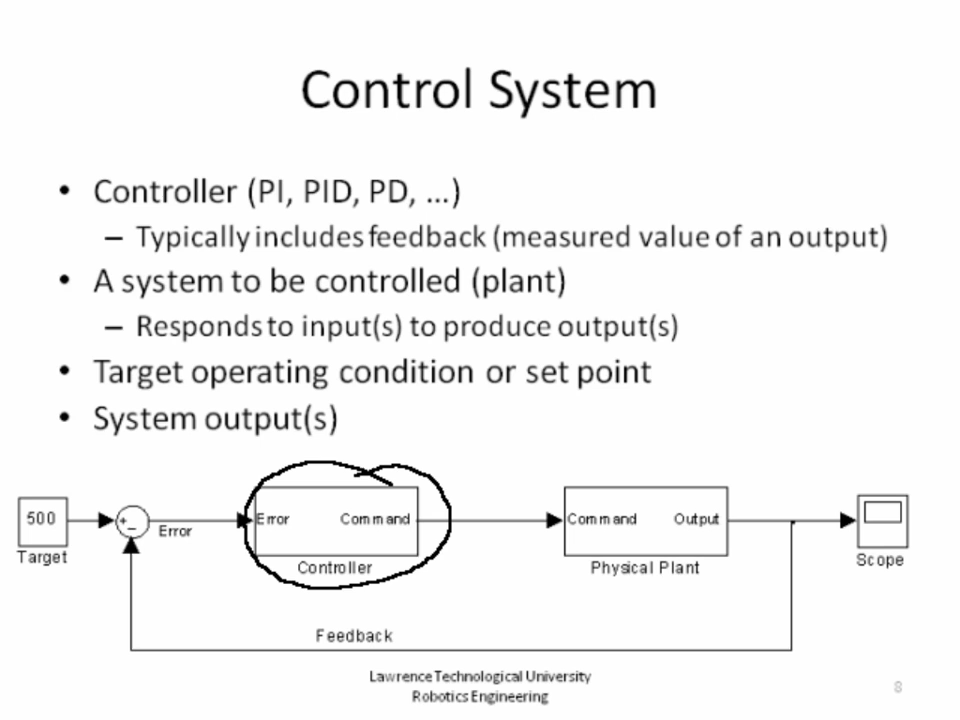 Control System
• Controller (PI, PID, PD, ...)
– Typically includes feedback (measured value of an output)
• A system to be controlled (plant)
– Responds to input(s) to produce output(s)
• Target operating condition or set point
• System output(s)
500
Target
+
−
Error
Error Command
Controller
Command Output
Physical Plant
Scope
Feedback
Lawrence Technological University
Robotics Engineering
8